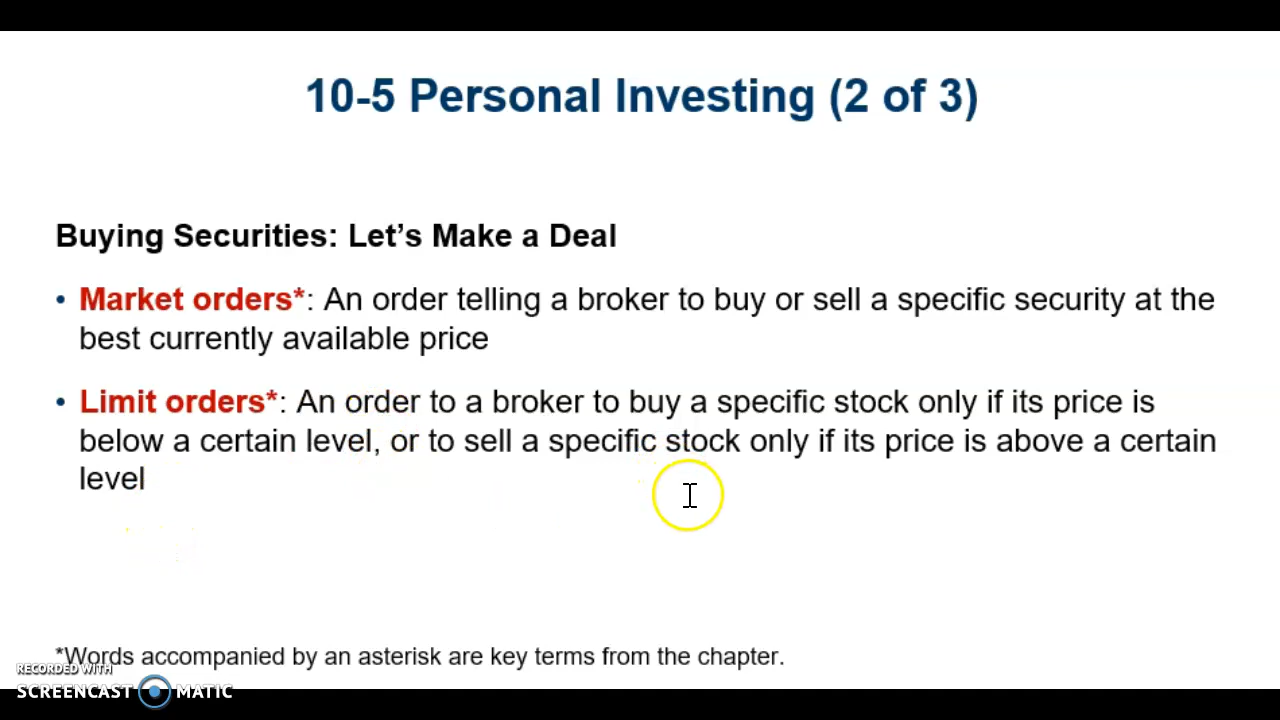 10-5 Personal Investing (2 of 3)
Buying Securities: Let’s Make a Deal
• Market orders*: An order telling a broker to buy or sell a specific security at the
best currently available price
• Limit orders*: An order to a broker to buy a specific stock only if its price is
below a certain level, or to sell a specific stock only if its price is above a certain
level
*Words accompanied by an asterisk are key terms from the chapter.
RECORDED WITH
SCREENCAST MATIC